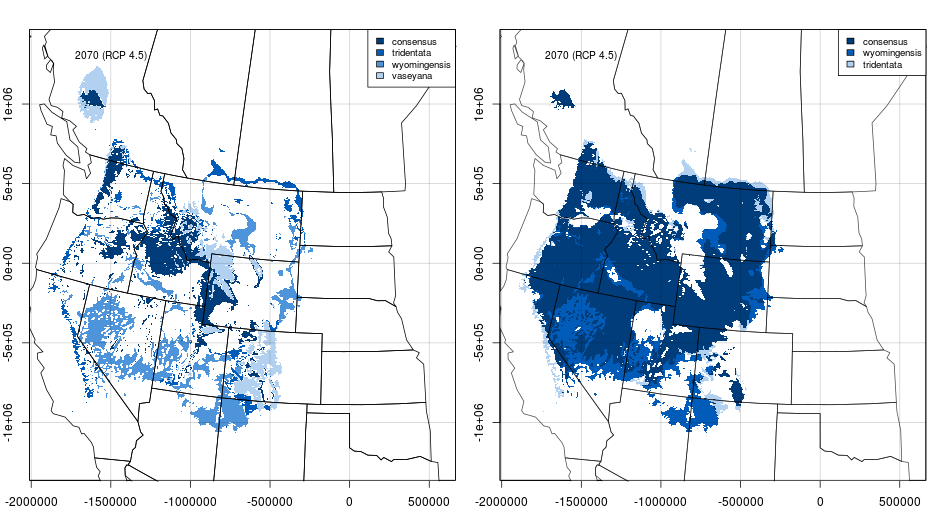 2070 (RCP 4.5)
consensus
tridentata
wyomingensis
vaseyana
1e+06
5e+05
0e+00
-5e+05
-1e+06
-2000000 -1500000 -1000000 -500000 0 500000
2070 (RCP 4.5)
consensus
wyomingensis
tridentata
1e+06
5e+05
0e+00
-5e+05
-1e+06
-2000000 -1500000 -1000000 -500000 0 500000